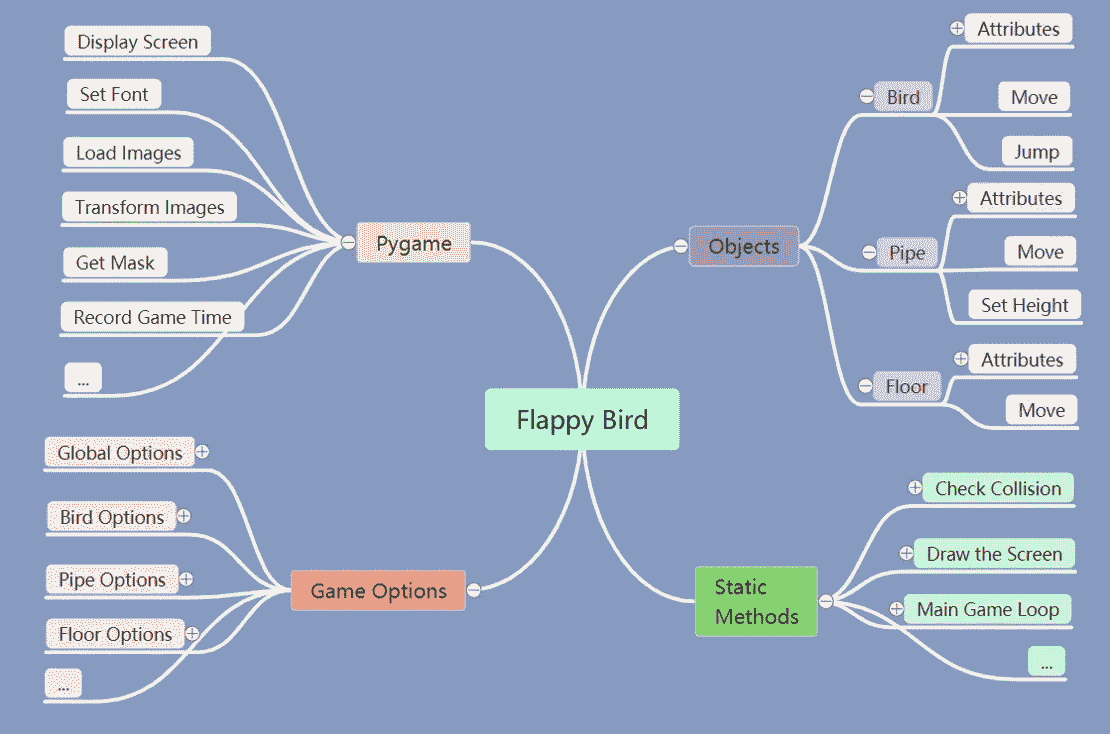 Display Screen
Set Font
Load Images
Transform Images
Get Mask
Record Game Time
...
Pygame
Objects
Bird
Attributes
Move
Jump
Pipe
Attributes
Move
Set Height
Floor
Attributes
Move
Flappy Bird
Global Options
Bird Options
Pipe Options
Floor Options
...
Game Options
Static
Methods
Check Collision
Draw the Screen
Main Game Loop
...